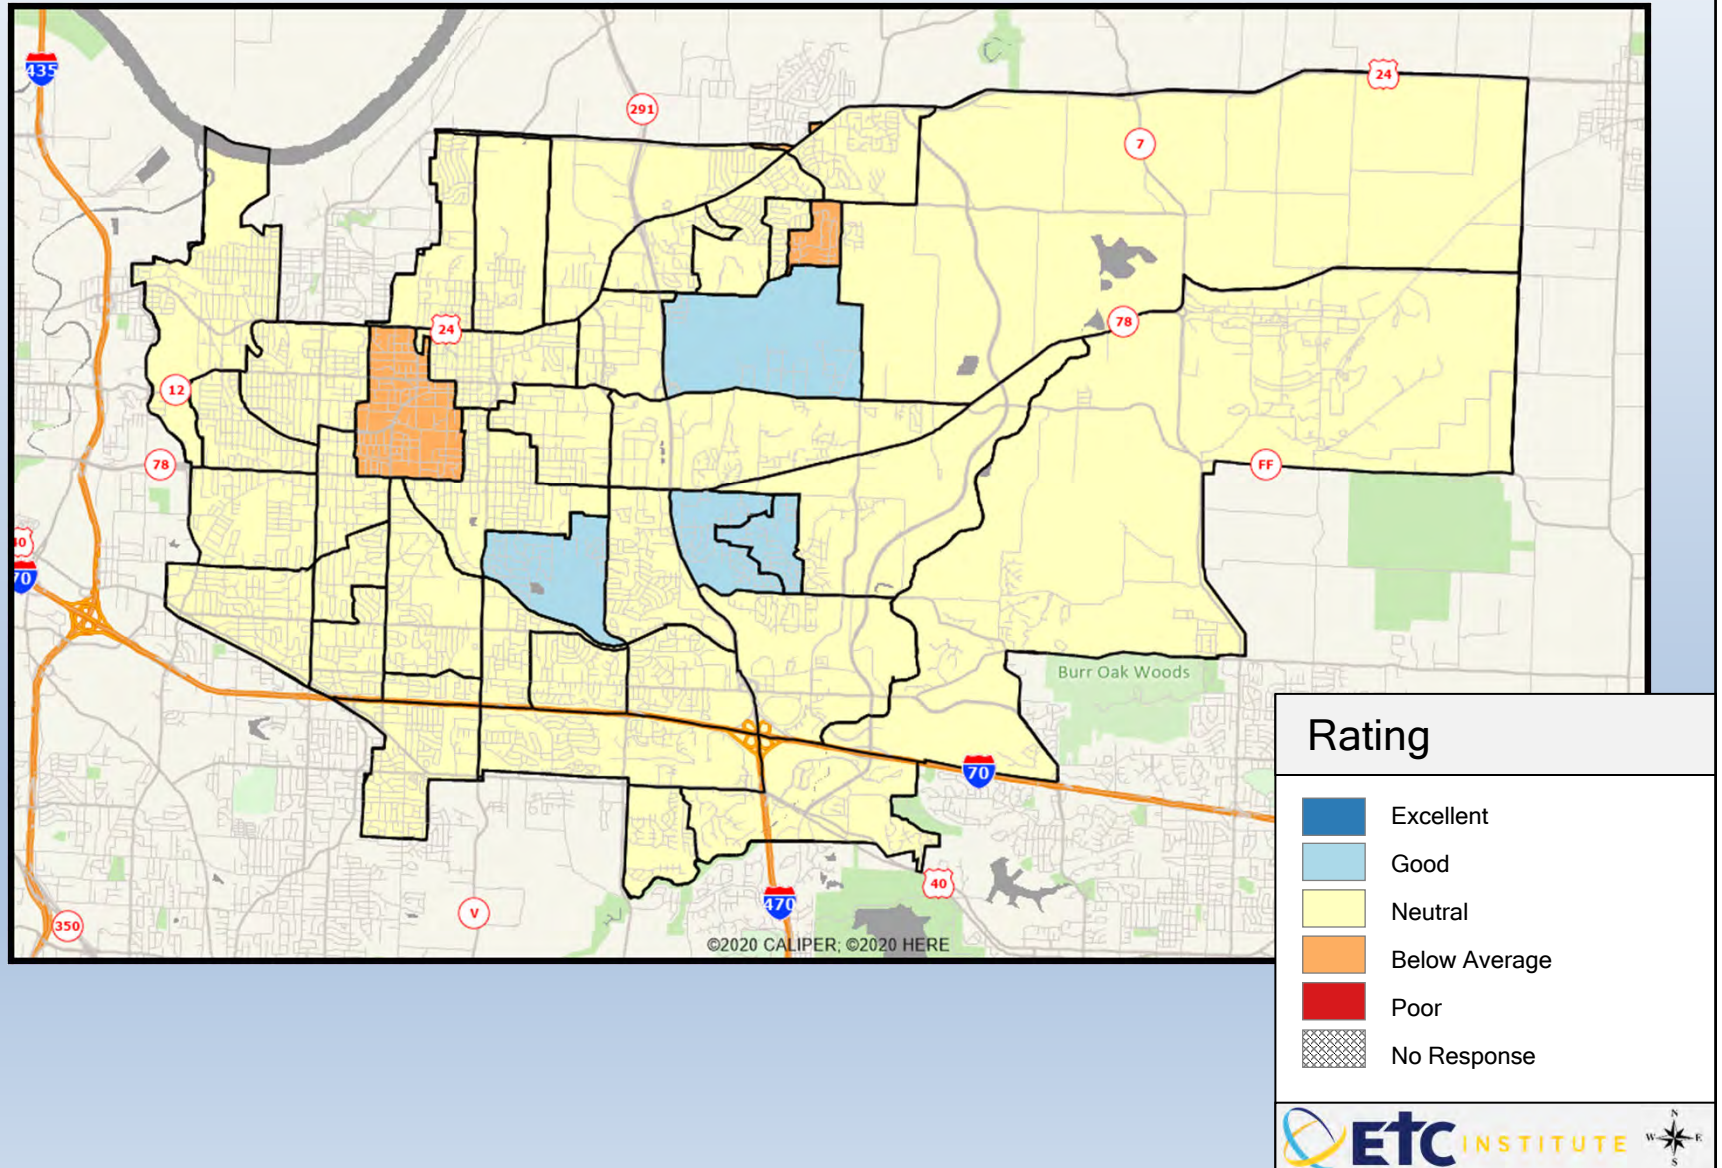 435
291
24
7
24
78
12
78
FF
40
70
Burr Oak Woods
70
40
470
V
350
©2020 CALIPER; ©2020 HERE
Rating
Excellent
Good
Neutral
Below Average
Poor
No Response
ETC INSTITUTE
N
W E
S